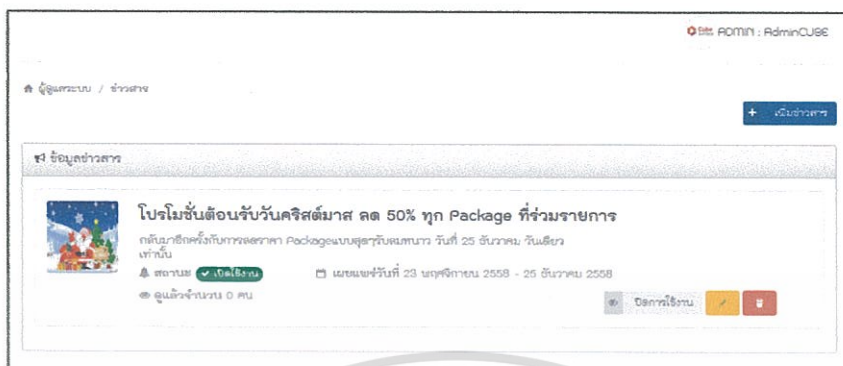 ADMIN : AdminCUBE
ผู้ดูแลระบบ / ข่าวสาร
+ เพิ่มข่าวสาร
ข้อมูลข่าวสาร
โปรโมชั่นต้อนรับวันคริสต์มาส ลด 50% ทุก Package ที่ร่วมรายการ
กลับมาอีกครั้งกับการลดราคา Packageแบบสุดๆรับลมหนาว วันที่ 25 ธันวาคม วันเดียว
เท่านั้น
สถานะ เปิดใช้งาน เผยแพร่วันที่ 23 พฤศจิกายน 2558 - 25 ธันวาคม 2558
ดูแล้วจำนวน 0 คน
ปิดการใช้งาน